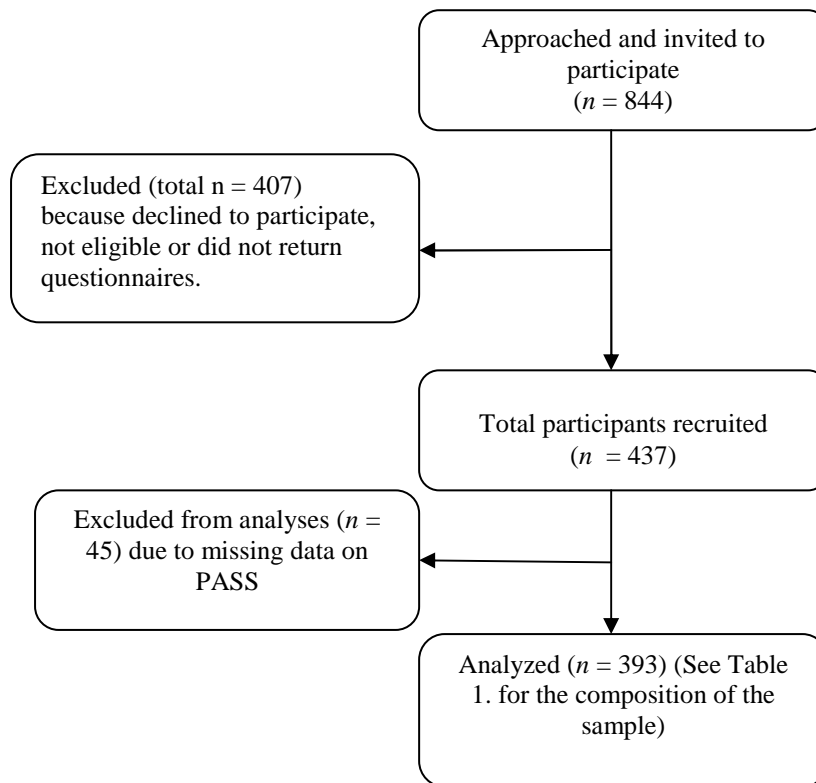 Approached and invited to
participate
(n = 844)
Excluded (total n = 407)
because declined to participate,
not eligible or did not return
questionnaires.
Total participants recruited
(n = 437)
Excluded from analyses (n =
45) due to missing data on
PASS
Analyzed (n = 393) (See Table
1. for the composition of the
sample)